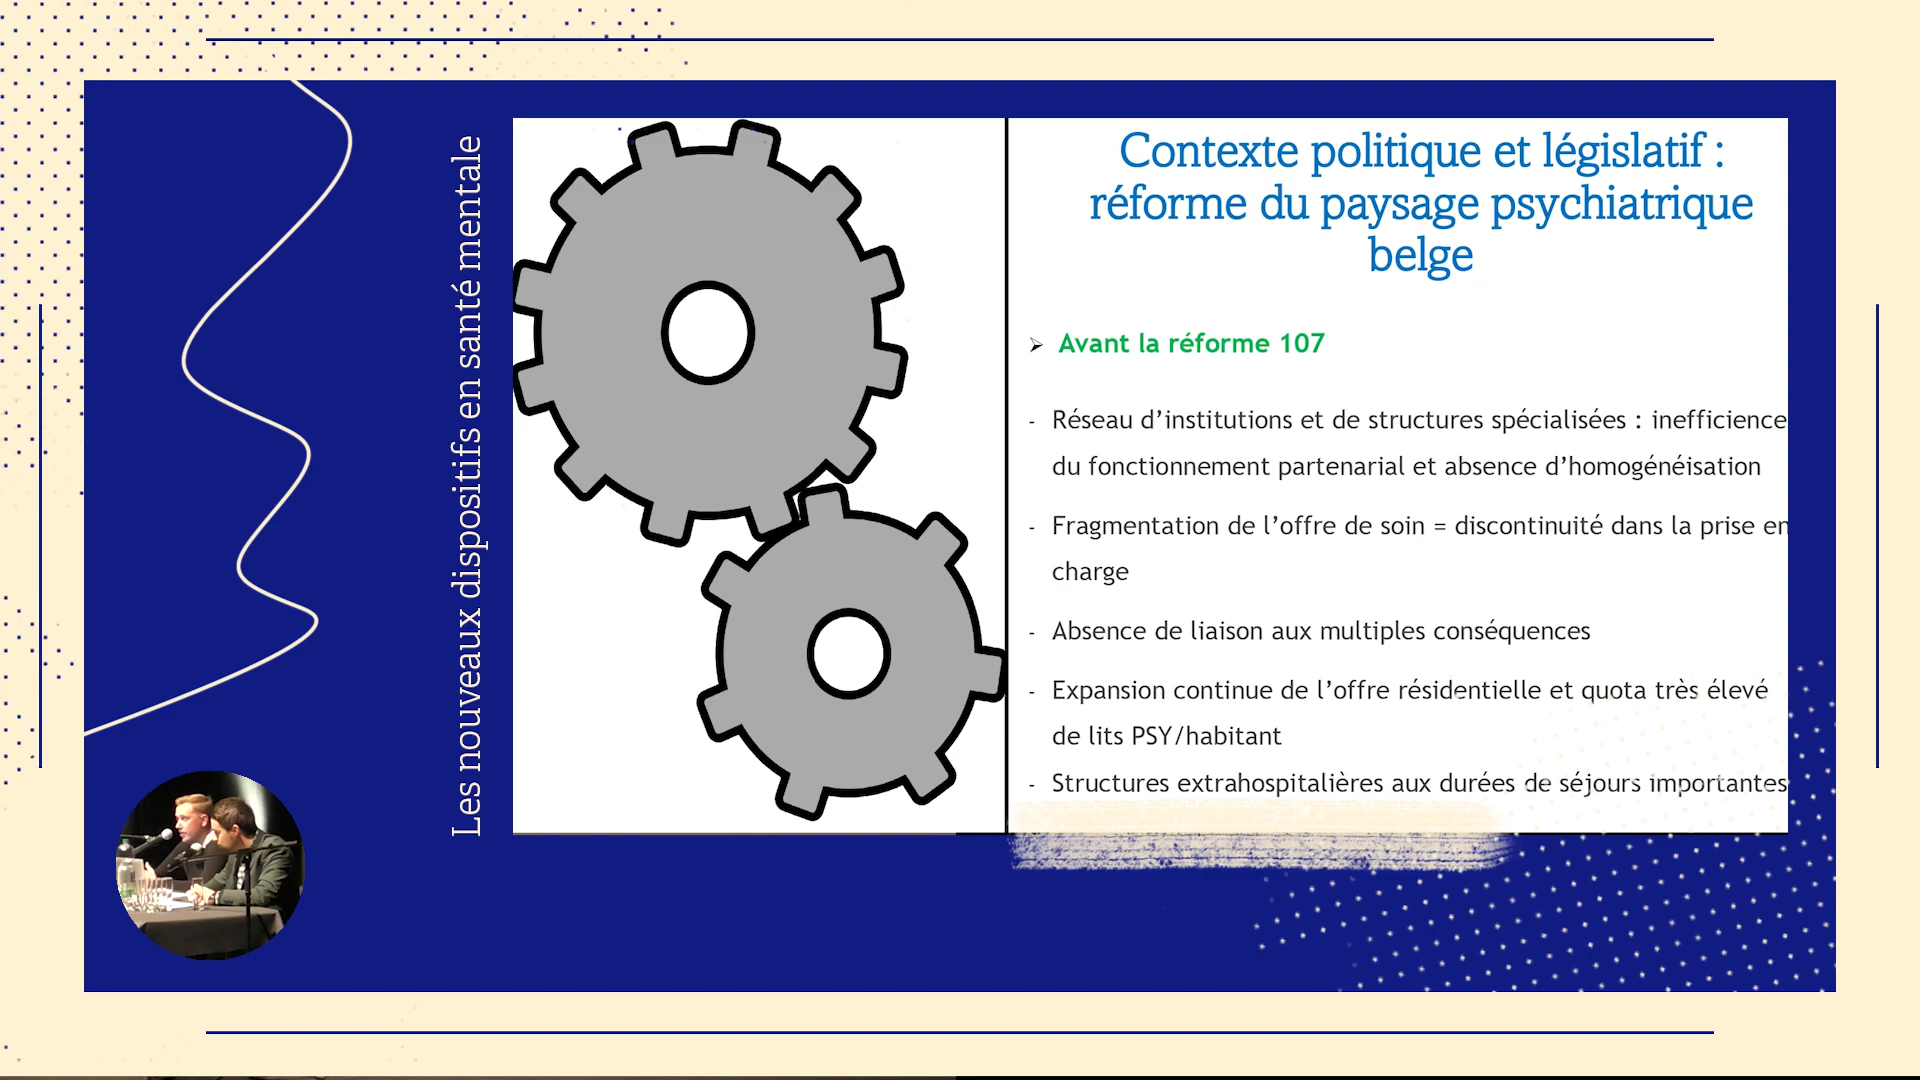 Les nouveaux dispositifs en santé mentale
Contexte politique et législatif :
réforme du paysage psychiatrique
belge
➢ Avant la réforme 107
- Réseau d’institutions et de structures spécialisées : inefficience
du fonctionnement partenarial et absence d’homogénéisation
- Fragmentation de l’offre de soin = discontinuité dans la prise en
charge
- Absence de liaison aux multiples conséquences
- Expansion continue de l’offre résidentielle et quota très élevé
de lits PSY/habitant
- Structures extrahospitalières aux durées de séjours importantes